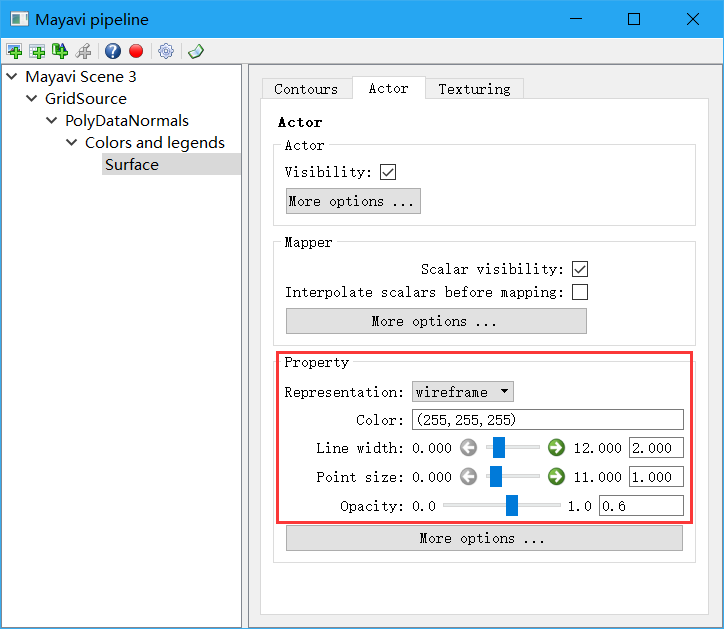 Mayavi pipeline
Mayavi Scene 3
GridSource
PolyDataNormals
Colors and legends
Surface
Contours Actor Texturing
Actor
Actor
Visibility:
More options ...
Mapper
Scalar visibility:
Interpolate scalars before mapping:
More options ...
Property
Representation: wireframe
Color: (255,255,255)
Line width: 0.000 12.000 2.000
Point size: 0.000 11.000 1.000
Opacity: 0.0 1.0 0.6
More options ...